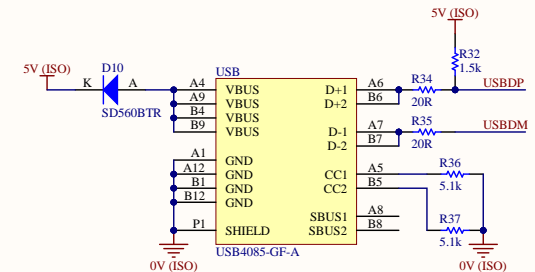 5V (ISO)
5V (ISO)
D10
K
A
SD560BTR
USB
A4 VBUS
A9 VBUS
B4 VBUS
B9 VBUS
A1 GND
A12 GND
B1 GND
B12 GND
P1 SHIELD
D+1 A6
D+2 B6
D-1 A7
D-2 B7
CC1 A5
CC2 B5
SBUS1 A8
SBUS2 B8
USB4085-GF-A
R32
1.5k
R34
20R
USBDP
R35
20R
USBDM
R36
5.1k
R37
5.1k
0V (ISO)
0V (ISO)